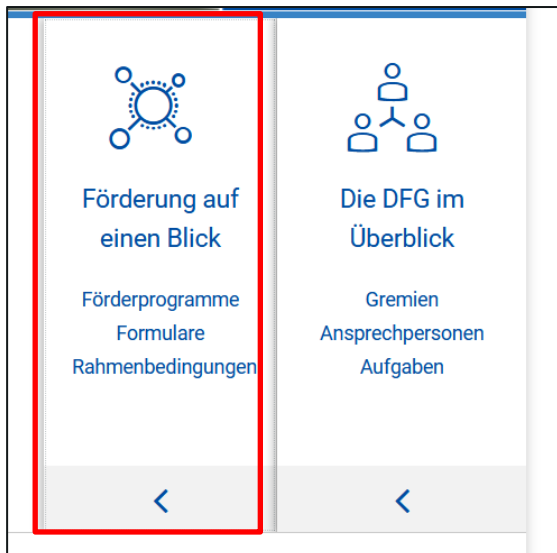 Förderung auf
einen Blick
Förderprogramme
Formulare
Rahmenbedingungen
Die DFG im
Überblick
Gremien
Ansprechpersonen
Aufgaben